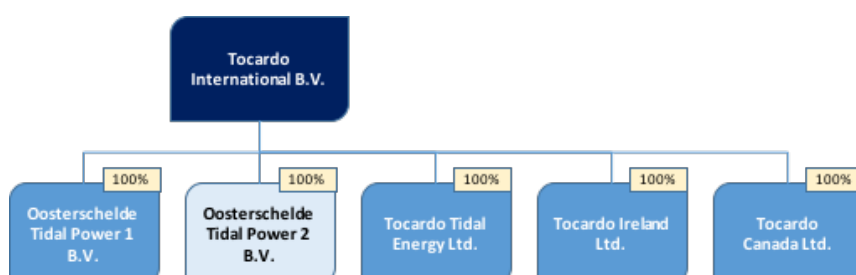 Tocardo
International B.V.
100%
100%
100%
100%
100%
Oosterschelde
Tidal Power 1
B.V.
Oosterschelde
Tidal Power 2
B.V.
Tocardo Tidal
Energy Ltd.
Tocardo Ireland
Ltd.
Tocardo
Canada Ltd.